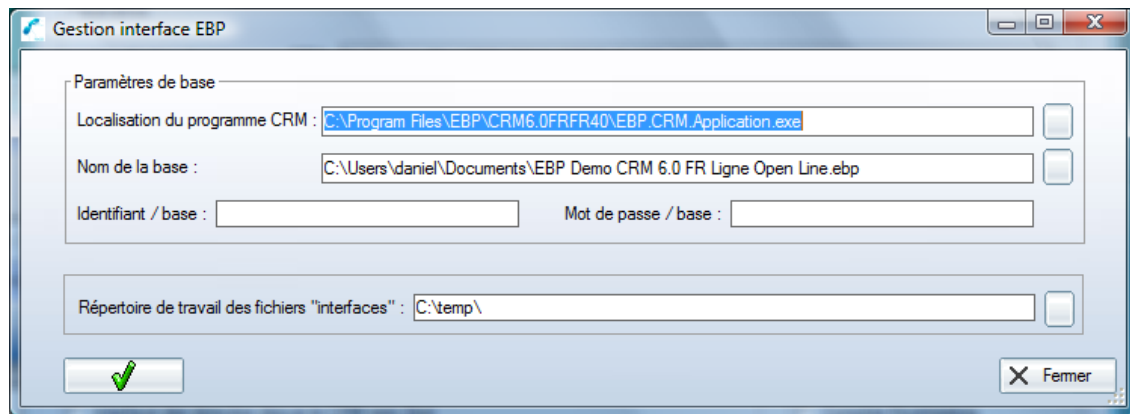 Gestion interface EBP
Paramètres de base
Localisation du programme CRM : C:\Program Files\EBP\CRM6.0FRFR40\EBP.CRM.Application.exe
Nom de la base : C:\Users\daniel\Documents\EBP Demo CRM 6.0 FR Ligne Open Line.ebp
Identifiant / base : Mot de passe / base :
Répertoire de travail des fichiers "interfaces" : C:\temp\
Fermer